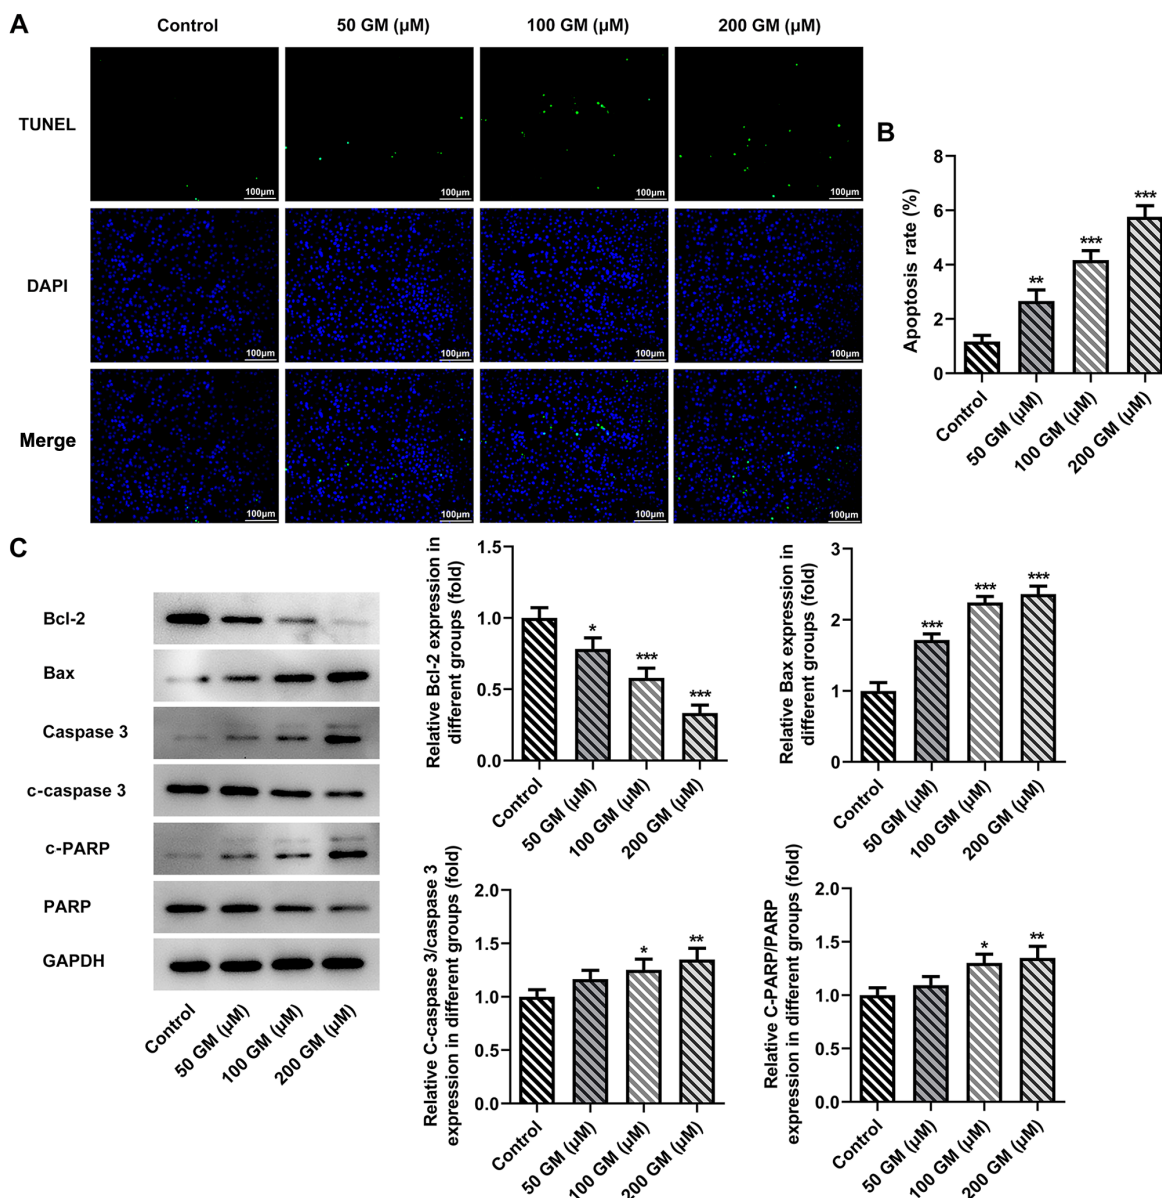 A
Control
50 GM (µM)
100 GM (µM)
200 GM (µM)
TUNEL
100µm
100µm
100µm
100µm
DAPI
100µm
100µm
100µm
100µm
Merge
100µm
100µm
100µm
100µm
B
Apoptosis rate (%)
8
6
4
2
0
**
***
***
Control
50 GM (µM)
100 GM (µM)
200 GM (µM)
C
Bcl-2
Bax
Caspase 3
c-caspase 3
c-PARP
PARP
GAPDH
Control
50 GM (µM)
100 GM (µM)
200 GM (µM)
Relative Bcl-2 expression in
different groups (fold)
1.5
1.0
0.5
0.0
*
***
***
Control
50 GM (µM)
100 GM (µM)
200 GM (µM)
Relative Bax expression in
different groups (fold)
3
2
1
0
***
***
***
Control
50 GM (µM)
100 GM (µM)
200 GM (µM)
Relative C-caspase 3/caspase 3
expression in different groups (fold)
2.0
1.5
1.0
0.5
0.0
*
**
Control
50 GM (µM)
100 GM (µM)
200 GM (µM)
Relative C-PARP/PARP
expression in different groups (fold)
2.0
1.5
1.0
0.5
0.0
*
**
Control
50 GM (µM)
100 GM (µM)
200 GM (µM)